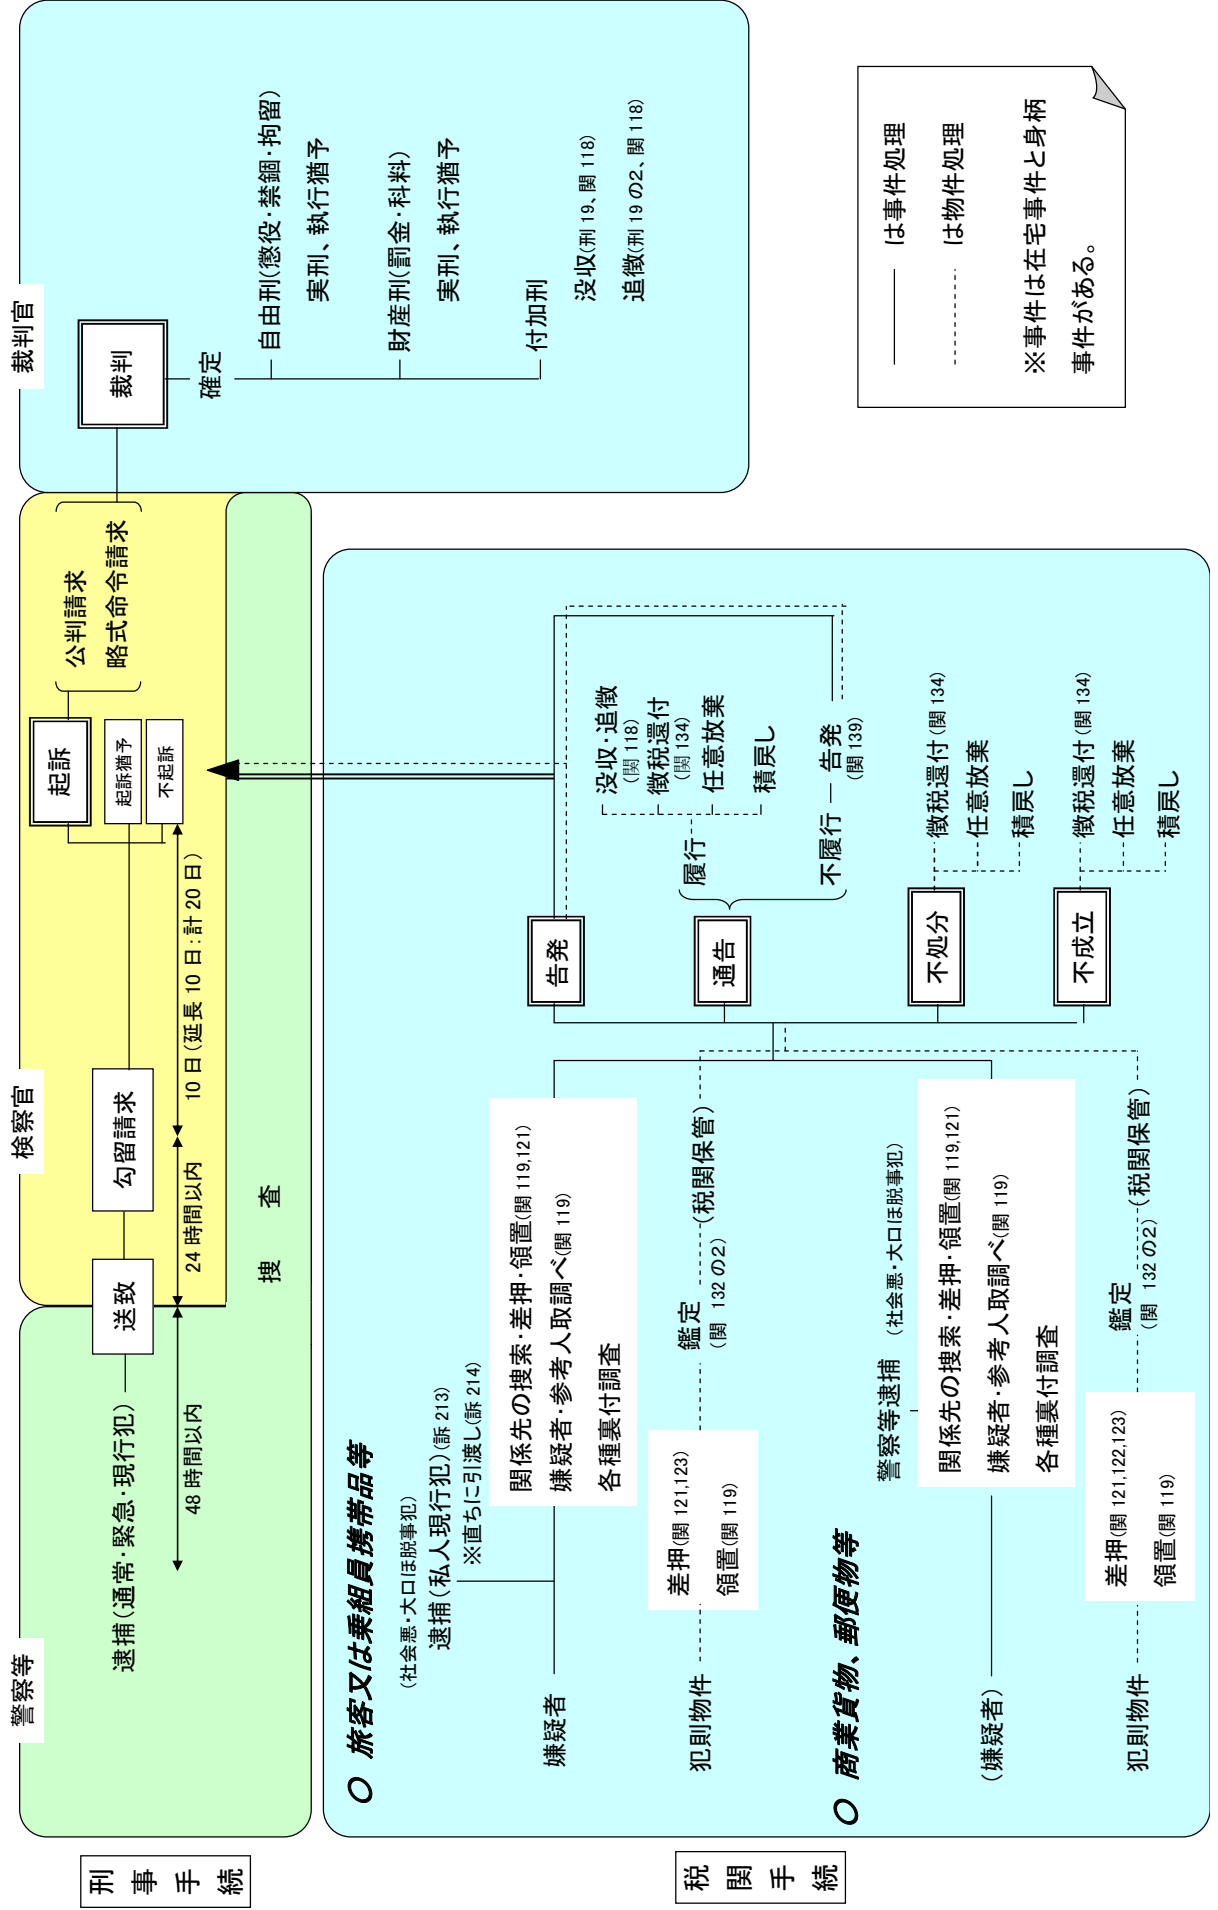 刑事手続
警察等
検察官
裁判官
逮捕(通常・緊急・現行犯)
送致
勾留請求
起訴
起訴猶予
不起訴
公判請求
略式命令請求
48時間以内
24時間以内
10日(延長10日:計20日)
捜 査
裁判
確定
自由刑(懲役・禁錮・拘留)
実刑、執行猶予
財産刑(罰金・科料)
実刑、執行猶予
付加刑
没収(刑19、関118)
追徴(刑19の2、関118)
税関手続
○ 旅客又は乗組員携帯品等
(社会悪・大口ほ脱事犯)
逮捕(私人現行犯)(訴213)
※直ちに引渡し(訴214)
嫌疑者
関係先の捜索・差押・領置(関119,121)
嫌疑者・参考人取調べ(関119)
各種裏付調査
犯則物件
差押(関121,123)
領置(関119)
鑑定
(関 132の2)
(税関保管)
○ 商業貨物、郵便物等
警察等逮捕 (社会悪・大口ほ脱事犯)
(嫌疑者)
関係先の捜索・差押・領置(関119,121)
嫌疑者・参考人取調べ(関119)
各種裏付調査
犯則物件
差押(関121,122,123)
領置(関119)
鑑定
(関 132の2)
(税関保管)
告発
通告
履行
没収・追徴
(関118)
徴税還付
(関134)
任意放棄
積戻し
不履行
告発
(関139)
不処分
徴税還付(関134)
任意放棄
積戻し
不成立
徴税還付(関134)
任意放棄
積戻し
は事件処理
は物件処理
※事件は在宅事件と身柄
事件がある。